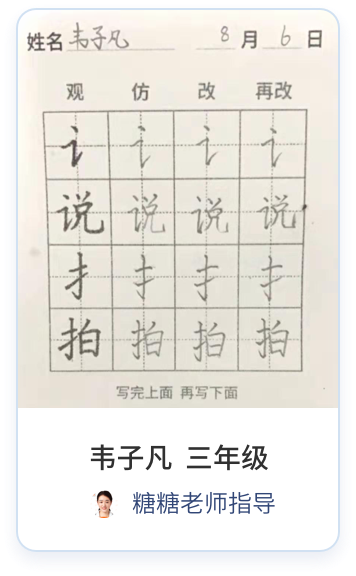 姓名 韦子凡 8 月 6 日
观 仿 改 再改
讠 讠 讠 讠
说 说 说 说
扌 扌 扌 扌
拍 拍 拍 拍
写完上面 再写下面
韦子凡 三年级
糖糖老师指导